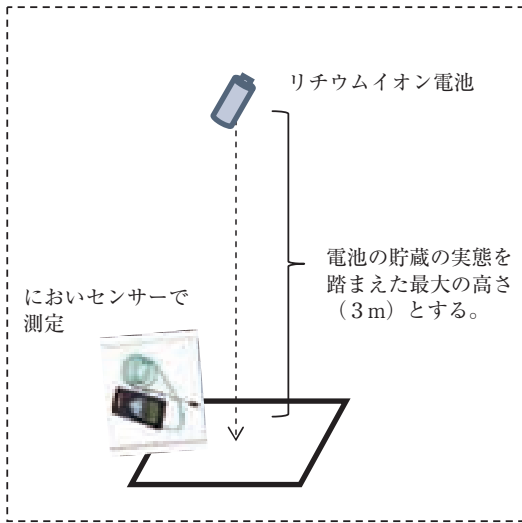 リチウムイオン電池
電池の貯蔵の実態を
踏まえた最大の高さ
（３ｍ）とする。
においセンサーで
測定